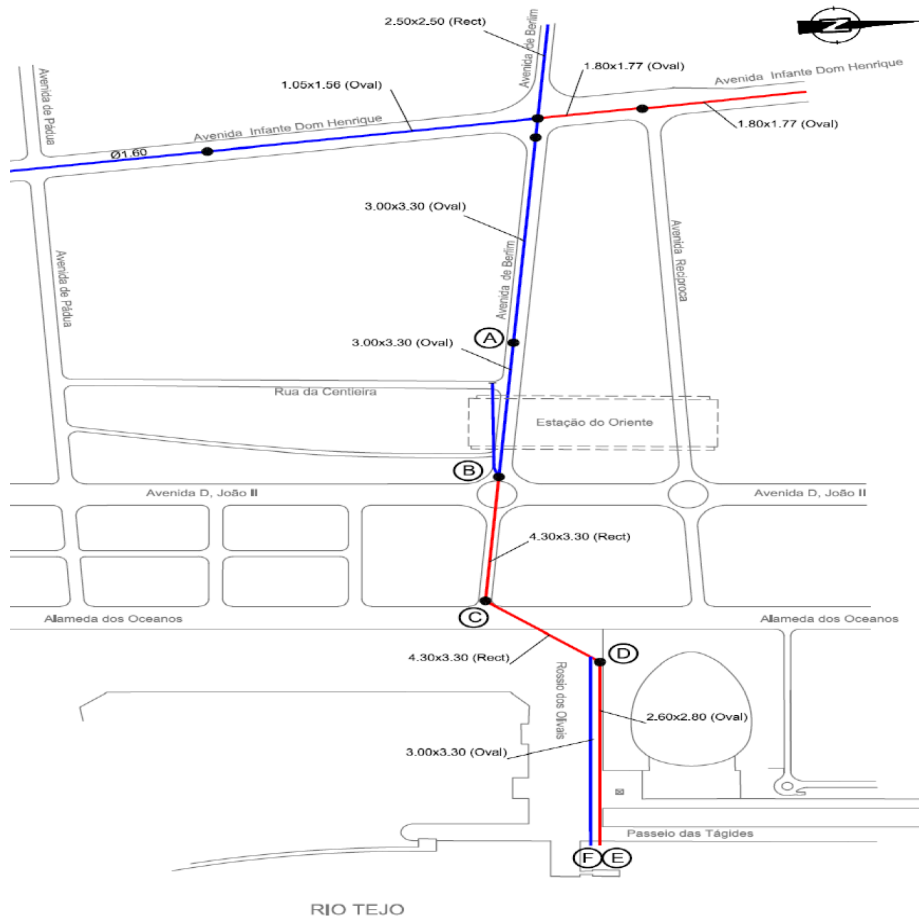 2.50x2.50 (Rect)
Avenida de Berlim
1.80x1.77 (Oval)
Avenida Infante Dom Henrique
Avenida de Pádua
1.05x1.56 (Oval)
Avenida Infante Dom Henrique
1.80x1.77 (Oval)
Ø1.60
3.00x3.30 (Oval)
Avenida de Pádua
Avenida de Berlim
Avenida Reciproca
A
3.00x3.30 (Oval)
Rua da Centieira
Estação do Oriente
B
Avenida D, João II
Avenida D, João II
4.30x3.30 (Rect)
C
Alameda dos Oceanos
Alameda dos Oceanos
4.30x3.30 (Rect)
D
Rossio dos Olivais
2.60x2.80 (Oval)
3.00x3.30 (Oval)
Passeio das Tágides
F E
RIO TEJO